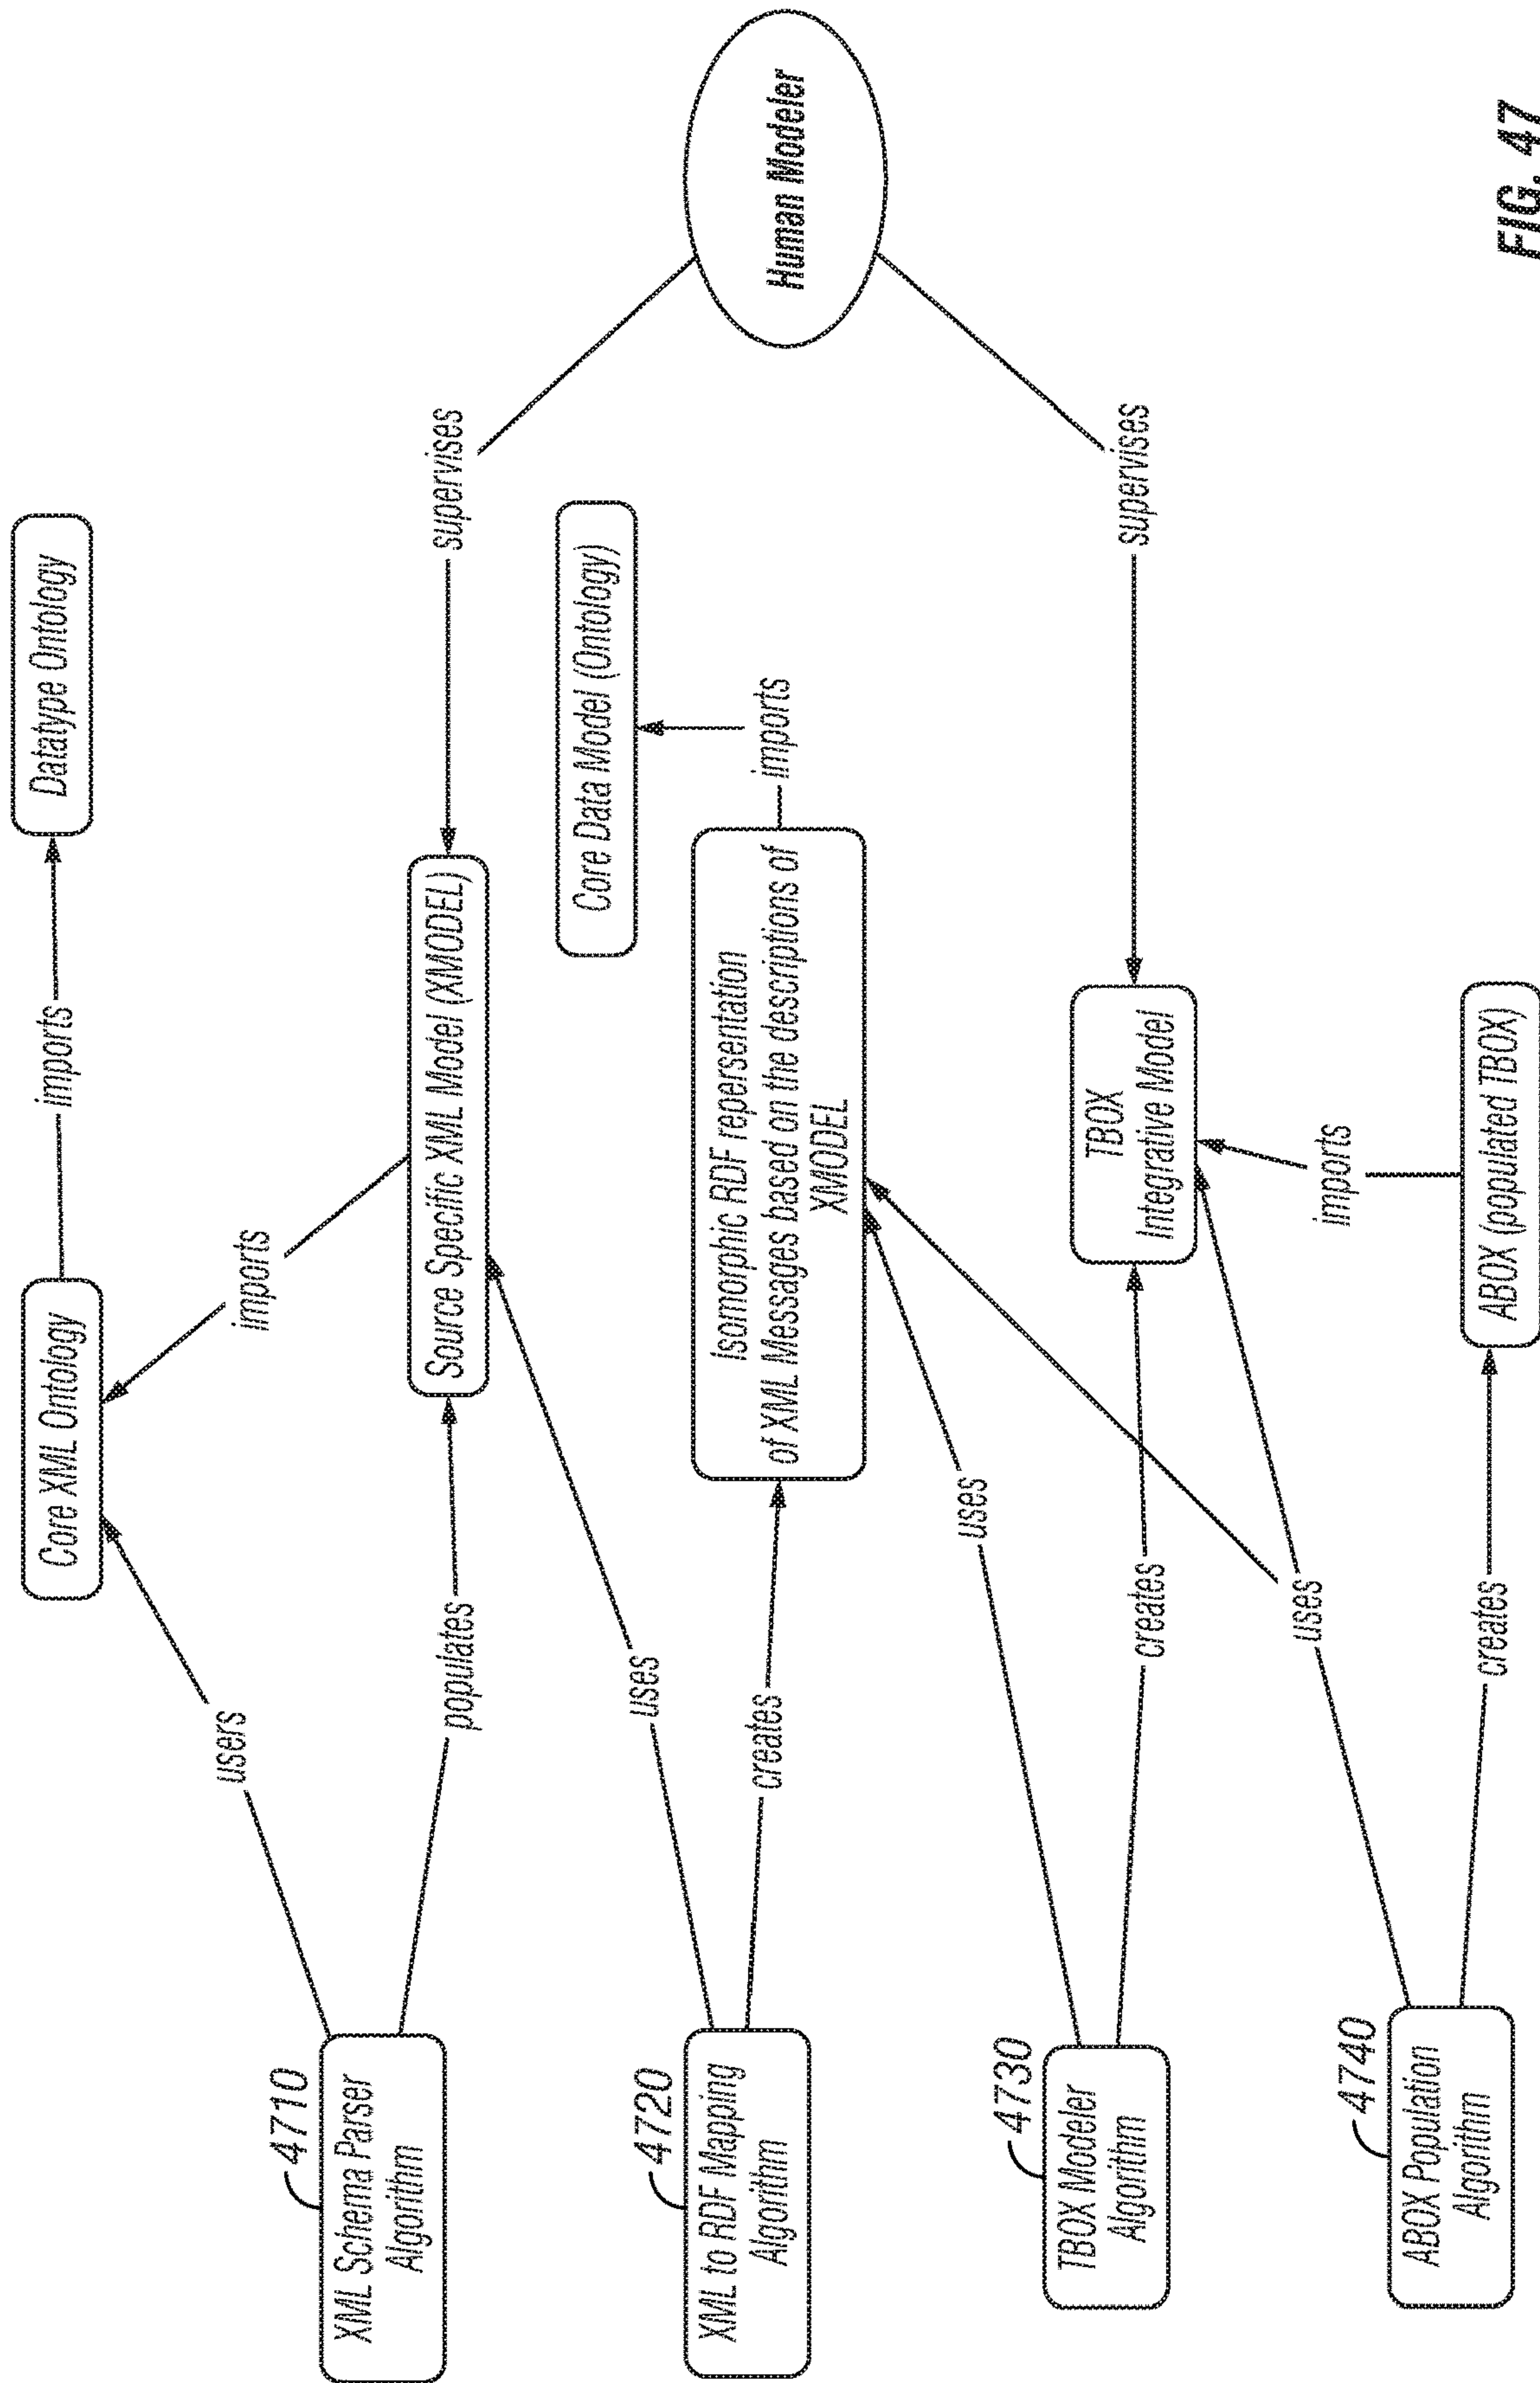 Datatype Ontology
imports
Core XML Ontology
users
imports
4710
XML Schema Parser
Algorithm
populates
Source Specific XML Model (XMODEL)
supervises
Human Modeler
Core Data Model (Ontology)
imports
uses
4720
XML to RDF Mapping
Algorithm
creates
Isomorphic RDF repersentation
of XML Messages based on the descriptions of
XMODEL
uses
4730
TBOX Modeler
Algorithm
creates
TBOX
Integrative Model
supervises
imports
uses
4740
ABOX Population
Algorithm
creates
ABOX (populated TBOX)
FIG. 47